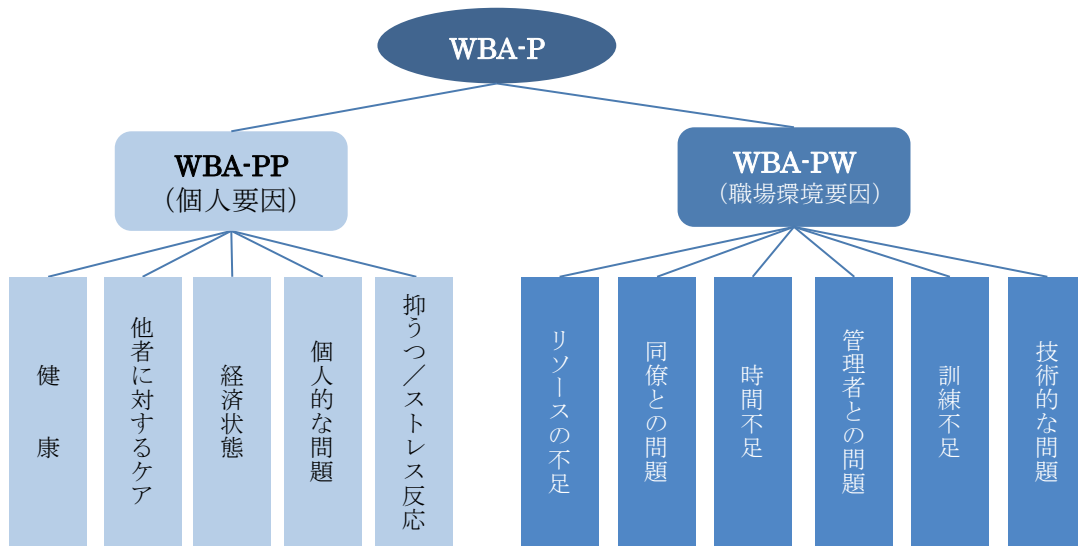 WBA-P
WBA-PP
（個人要因）
WBA-PW
（職場環境要因）
健　康
他者に対するケア
経済状態
個人的な問題
抑うつ／ストレス反応
リソースの不足
同僚との問題
時間不足
管理者との問題
訓練不足
技術的な問題